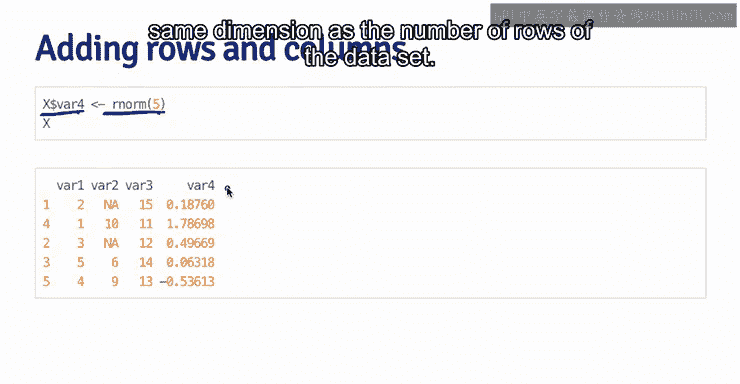 same dimension as the number of rows of
the data set.
Adding rows and columns
X$var4 <- rnorm(5)
X
var1 var2 var3 var4
1 2 NA 15 0.18760
4 1 10 11 1.78698
2 3 NA 12 0.49669
3 5 6 14 0.06318
5 4 9 13 -0.53613